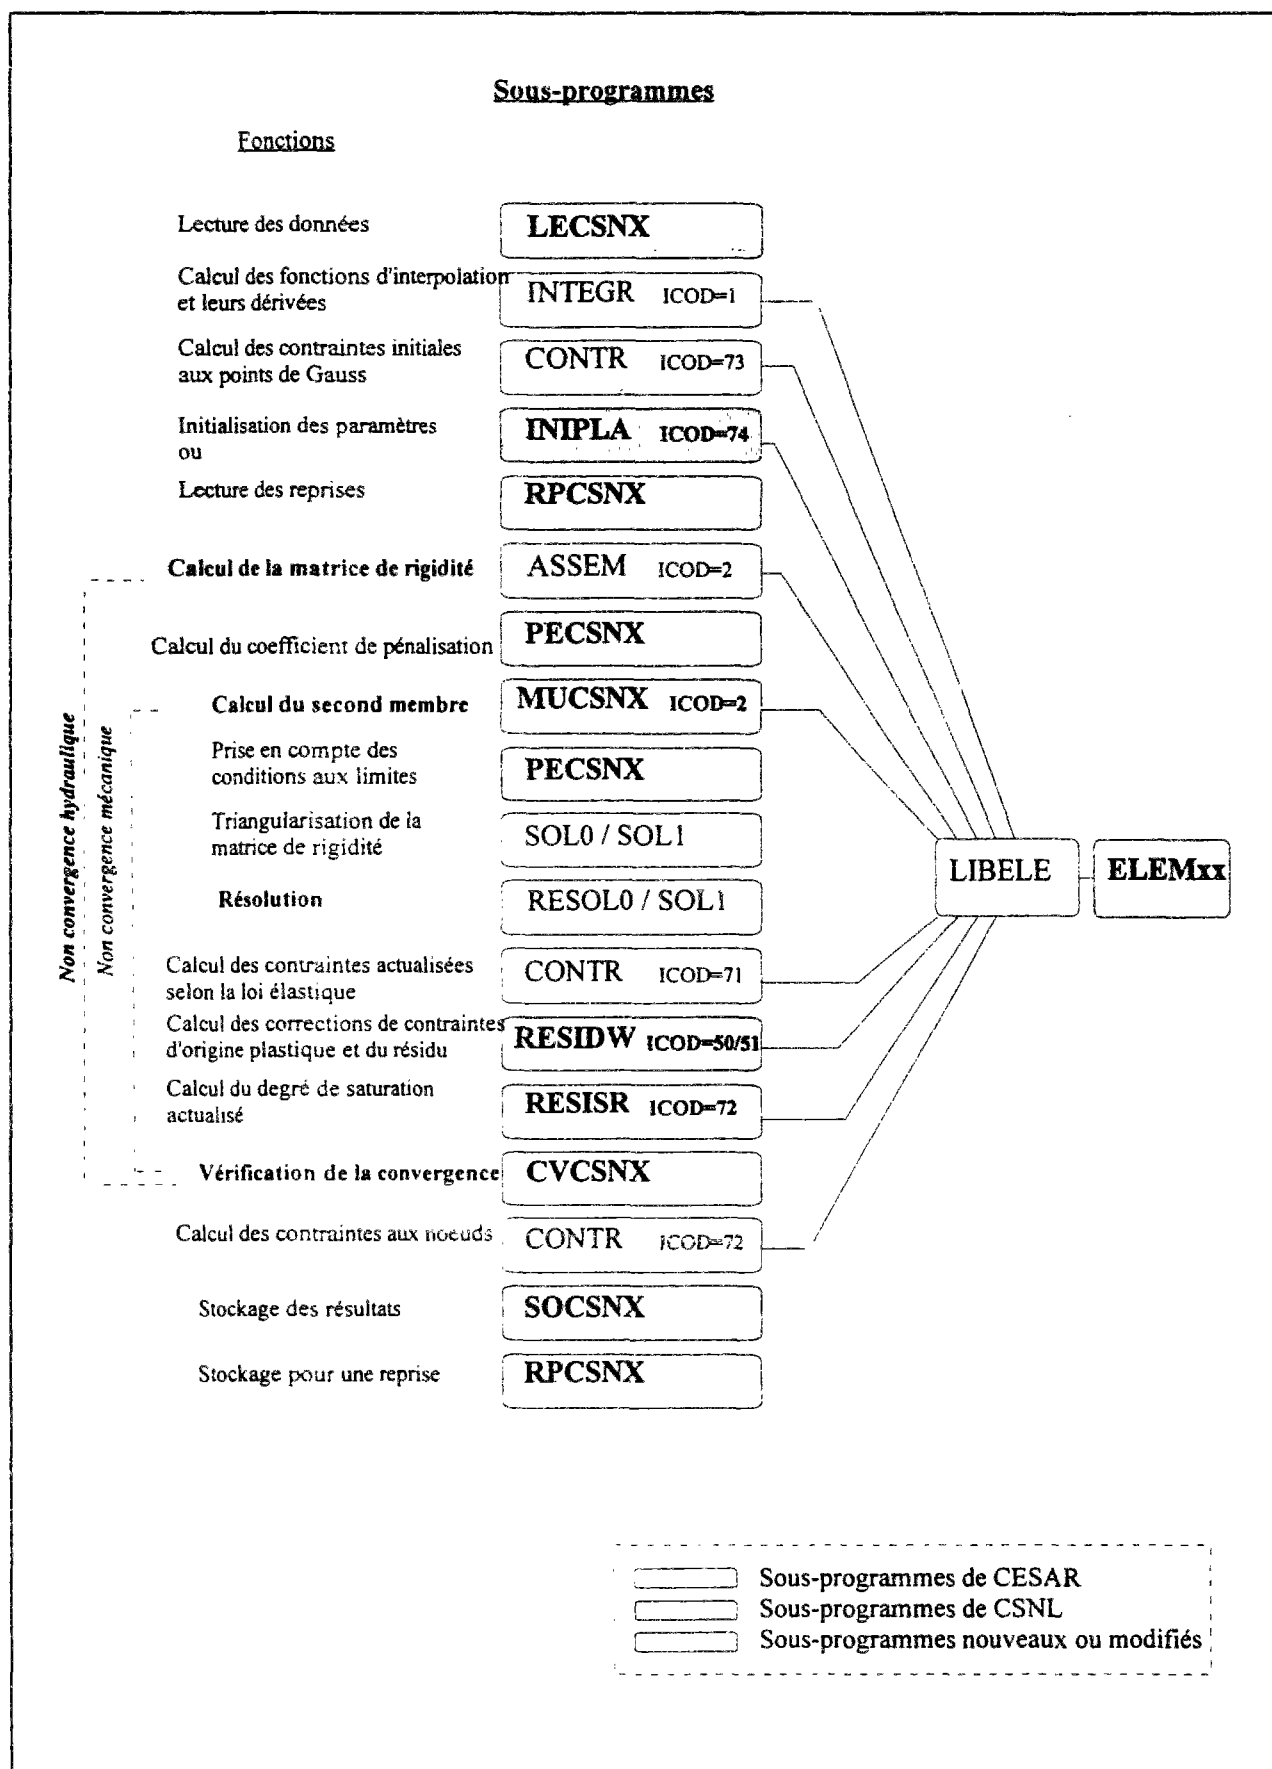 Sous-programmes
Fonctions
Lecture des données
LECSNX
Calcul des fonctions d'interpolation
et leurs dérivées
INTEGR ICOD=1
Calcul des contraintes initiales
aux points de Gauss
CONTR ICOD=73
Initialisation des paramètres
ou
INIPLA ICOD=74
Lecture des reprises
RPCSNX
Calcul de la matrice de rigidité
ASSEM ICOD=2
Calcul du coefficient de pénalisation
PECSNX
Calcul du second membre
MUCSNX ICOD=2
Prise en compte des
conditions aux limites
PECSNX
Triangularisation de la
matrice de rigidité
SOL0 / SOL1
Résolution
RESOL0 / SOL1
Calcul des contraintes actualisées
selon la loi élastique
CONTR ICOD=71
Calcul des corrections de contraintes
d'origine plastique et du résidu
RESIDW ICOD=50/51
Calcul du degré de saturation
actualisé
RESISR ICOD=72
Vérification de la convergence
CVCSNX
Calcul des contraintes aux noeuds
CONTR ICOD=72
Stockage des résultats
SOCSNX
Stockage pour une reprise
RPCSNX
Non convergence hydraulique
Non convergence mécanique
LIBELE
ELEMxx
Sous-programmes de CESAR
Sous-programmes de CSNL
Sous-programmes nouveaux ou modifiés